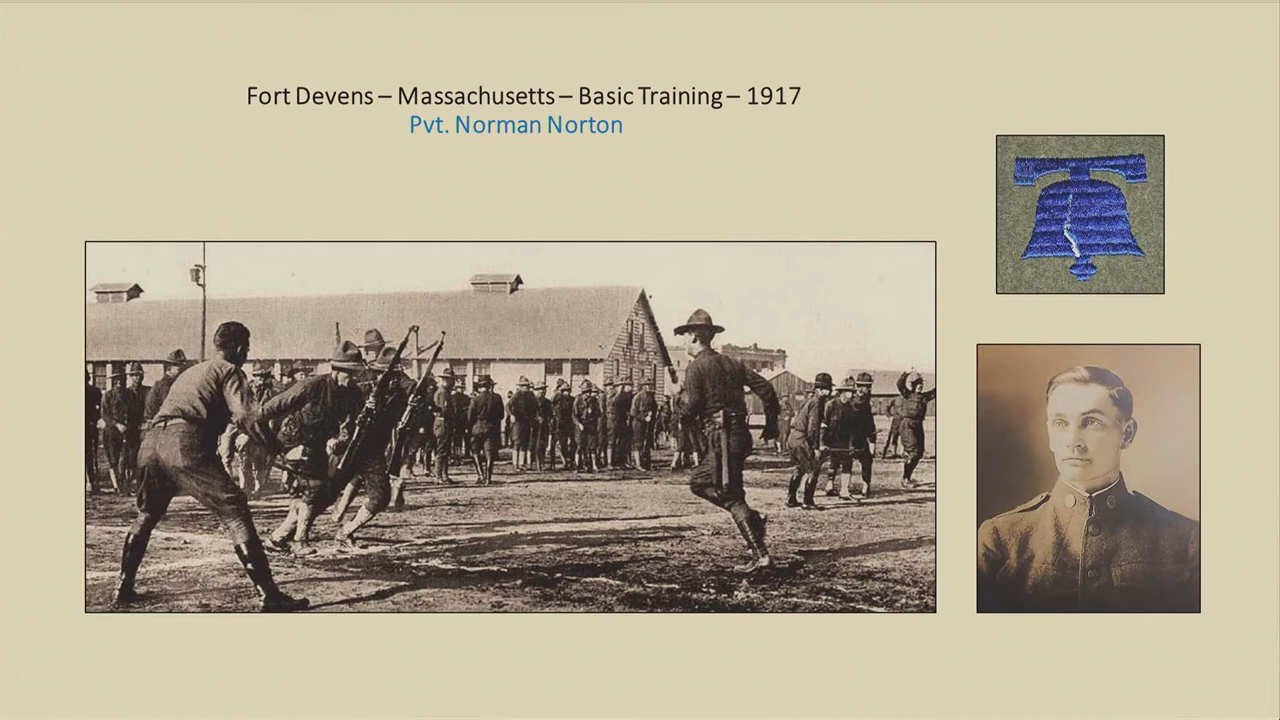 Fort Devens – Massachusetts – Basic Training – 1917
Pvt. Norman Norton